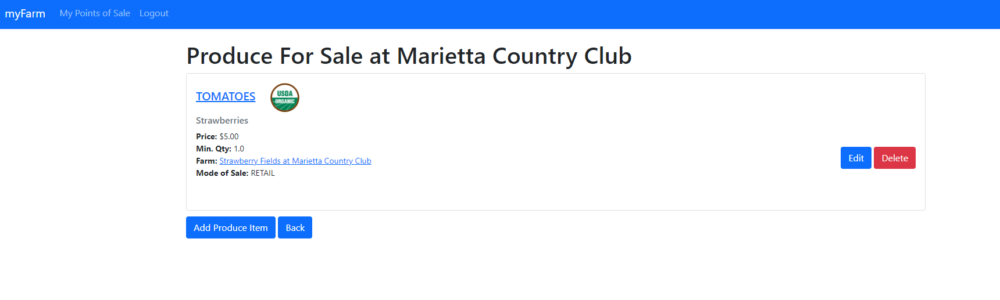 myFarm My Points of Sale Logout
Produce For Sale at Marietta Country Club
TOMATOES USDA ORGANIC
Strawberries
Price: $5.00
Min. Qty: 1.0
Farm: Strawberry Fields at Marietta Country Club
Mode of Sale: RETAIL
Edit Delete
Add Produce Item Back